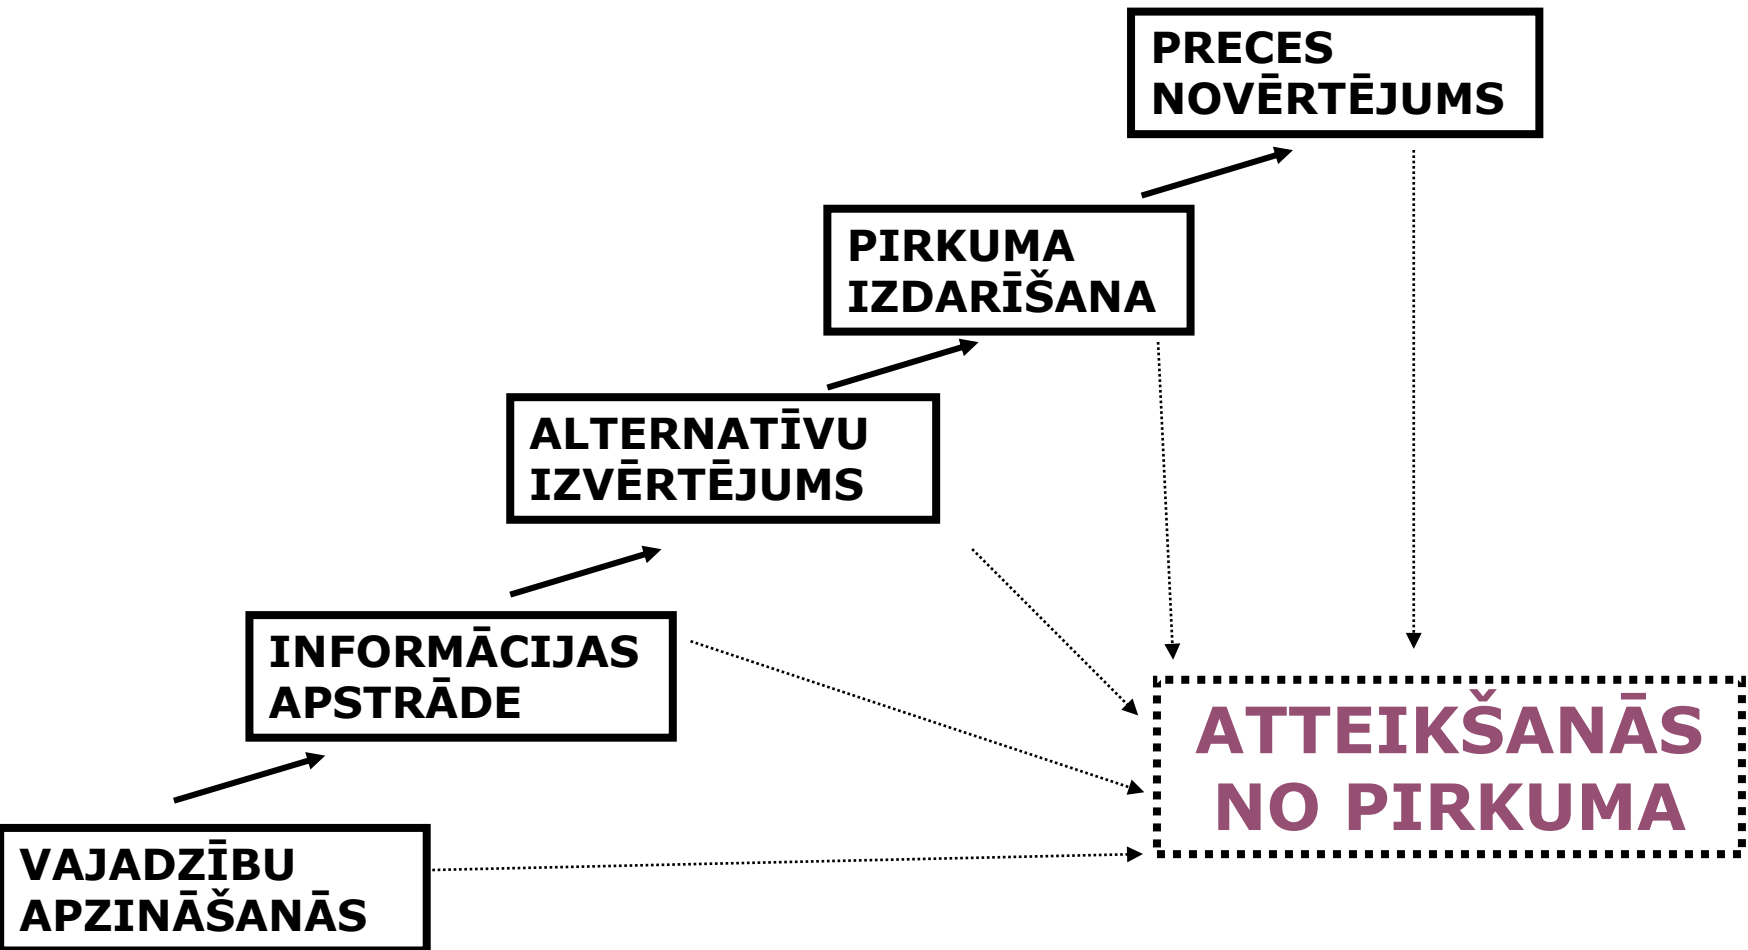 PRECES
NOVĒRTĒJUMS
PIRKUMA
IZDARĪŠANA
ALTERNATĪVU
IZVĒRTĒJUMS
INFORMĀCIJAS
APSTRĀDE
ATTEIKŠANĀS
NO PIRKUMA
VAJADZĪBU
APZINĀŠANĀS